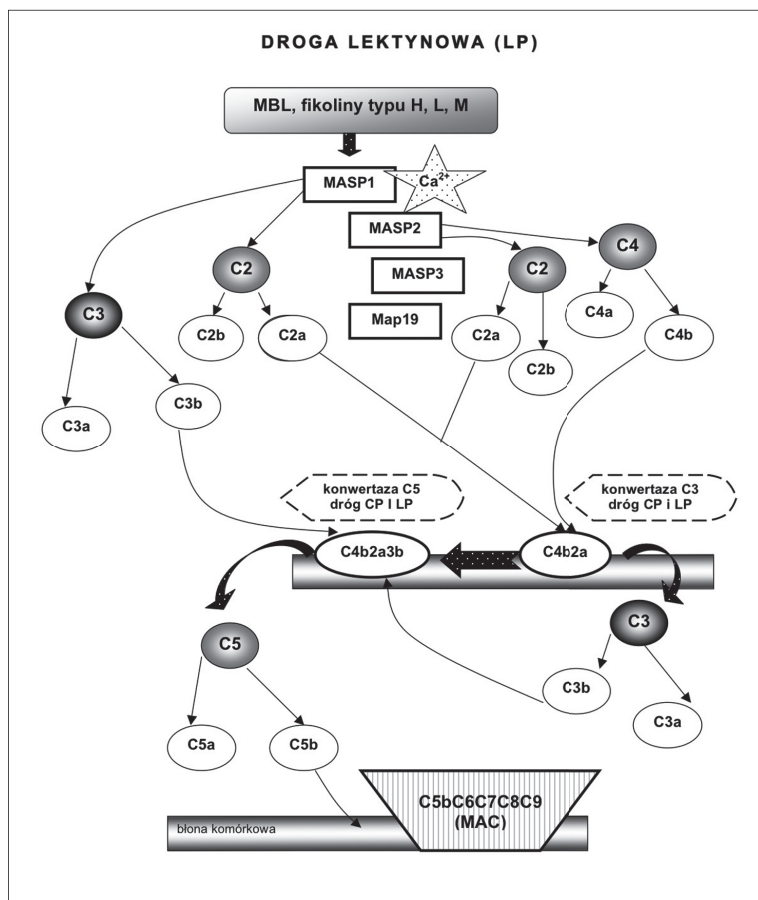 DROGA LEKTYNOWA (LP)
MBL, fikoliny typu H, L, M
MASP1
Ca2+
MASP2
C2
MASP3
C2
C4
C3
C2b
C2a
Map19
C2a
C2b
C4a
C4b
C3a
C3b
konwertaza C5
dróg CP I LP
konwertaza C3
dróg CP i LP
C4b2a3b
C4b2a
C5
C3
C3b
C3a
C5a
C5b
C5bC6C7C8C9
(MAC)
błona komórkowa